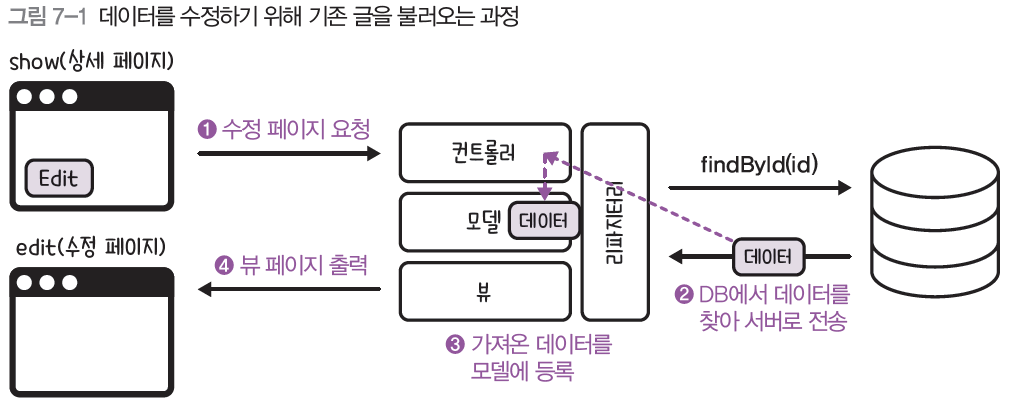 그림 7-1 데이터를 수정하기 위해 기존 글을 불러오는 과정
show(상세 페이지)
Edit
❶ 수정 페이지 요청
컨트롤러
모델
데이터
뷰
리파지터리
findById(id)
데이터
❷ DB에서 데이터를
찾아 서버로 전송
❸ 가져온 데이터를
모델에 등록
❹ 뷰 페이지 출력
edit(수정 페이지)